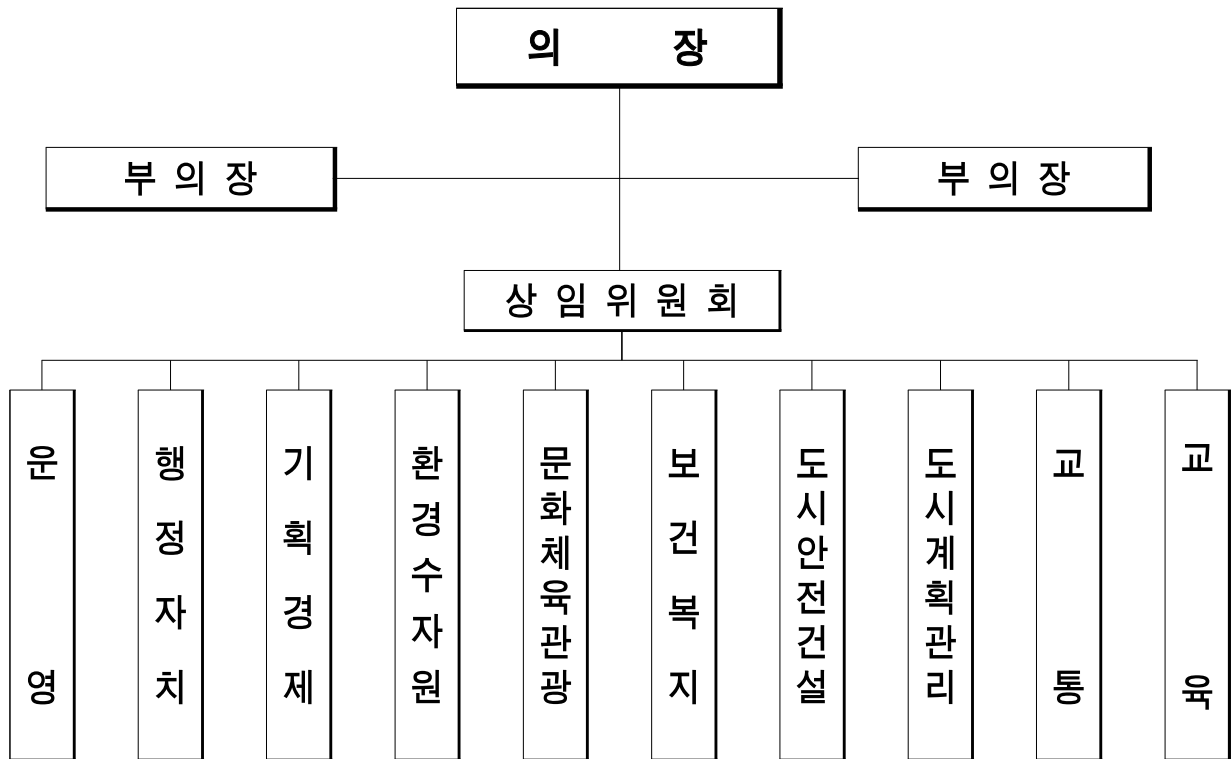 의 장
부 의 장
부 의 장
상 임 위 원 회
운영
행정자치
기획경제
환경수자원
문화체육관광
보건복지
도시안전건설
도시계획관리
교통
교육